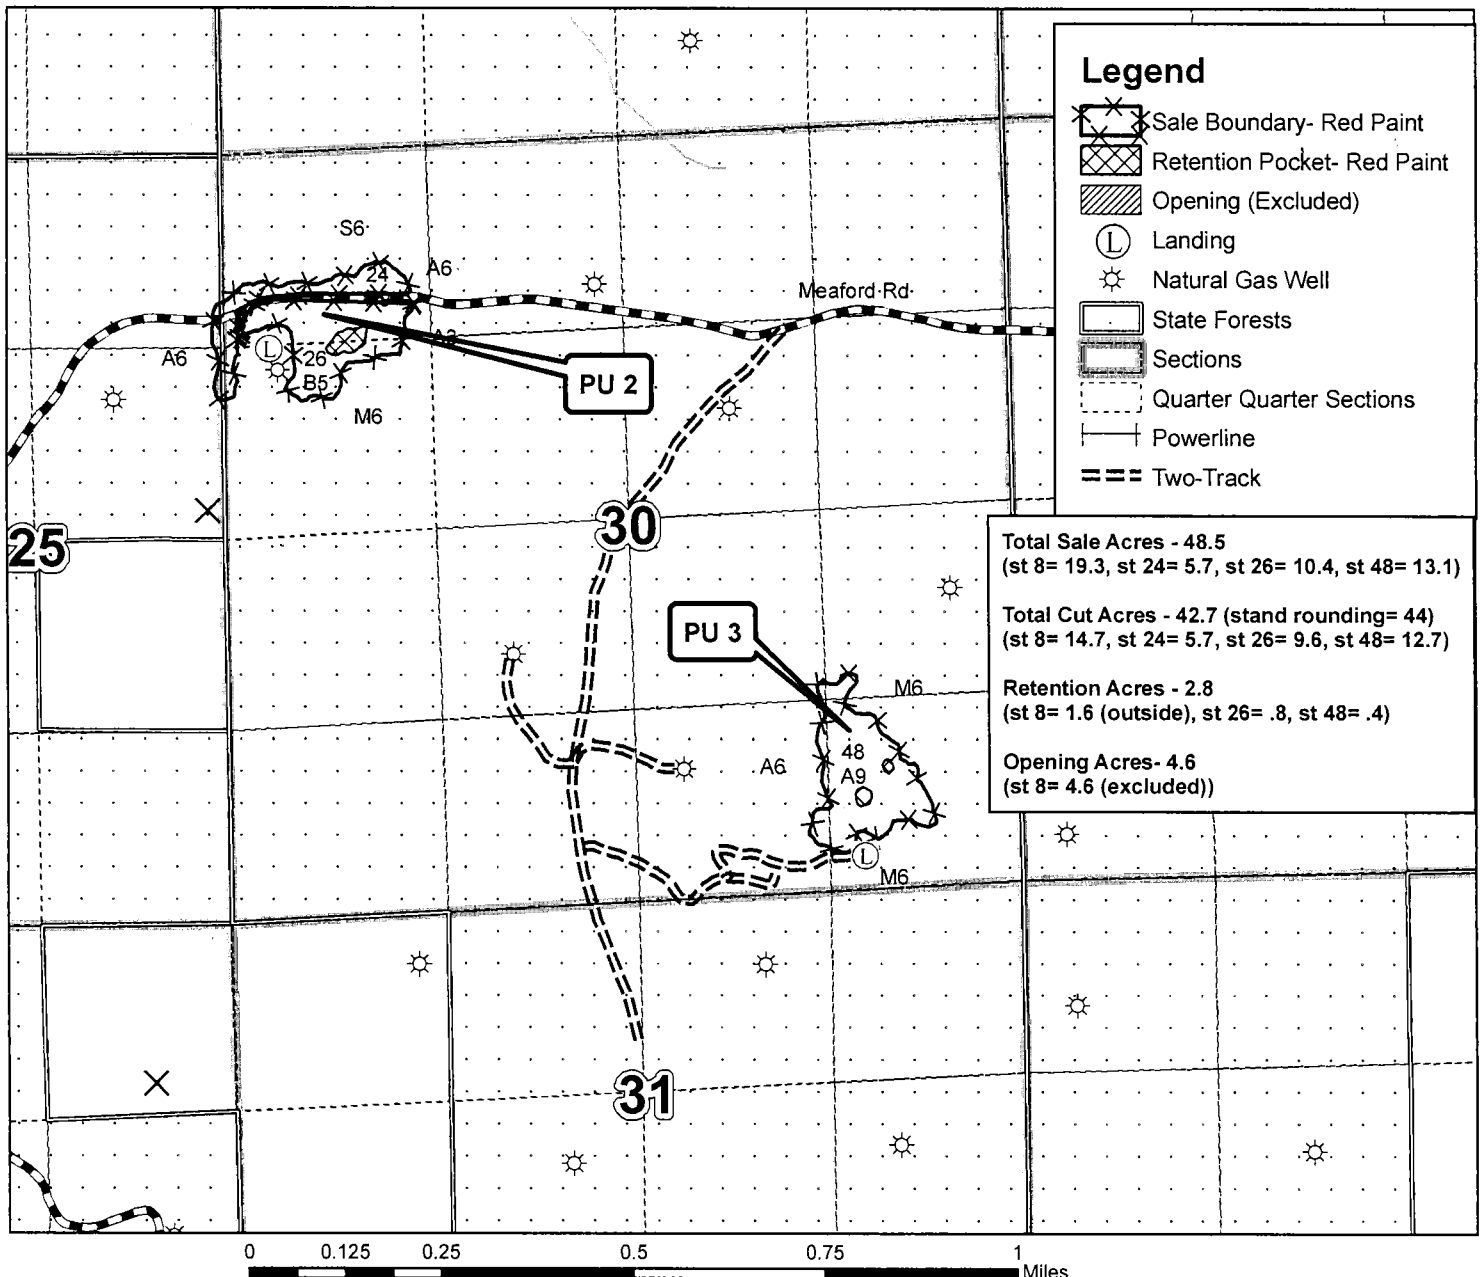 Legend
Sale Boundary- Red Paint
Retention Pocket- Red Paint
Opening (Excluded)
L Landing
Natural Gas Well
State Forests
Sections
Quarter Quarter Sections
Powerline
Two-Track
S6
24
A6
Meaford Rd
A6
L
26
B5
PU 2
M6
25
30
Total Sale Acres - 48.5
(st 8= 19.3, st 24= 5.7, st 26= 10.4, st 48= 13.1)
Total Cut Acres - 42.7 (stand rounding= 44)
(st 8= 14.7, st 24= 5.7, st 26= 9.6, st 48= 12.7)
Retention Acres - 2.8
(st 8= 1.6 (outside), st 26= .8, st 48= .4)
Opening Acres- 4.6
(st 8= 4.6 (excluded))
PU 3
M6
48
A6
A9
L
M6
31
0 0.125 0.25 0.5 0.75 1
Miles